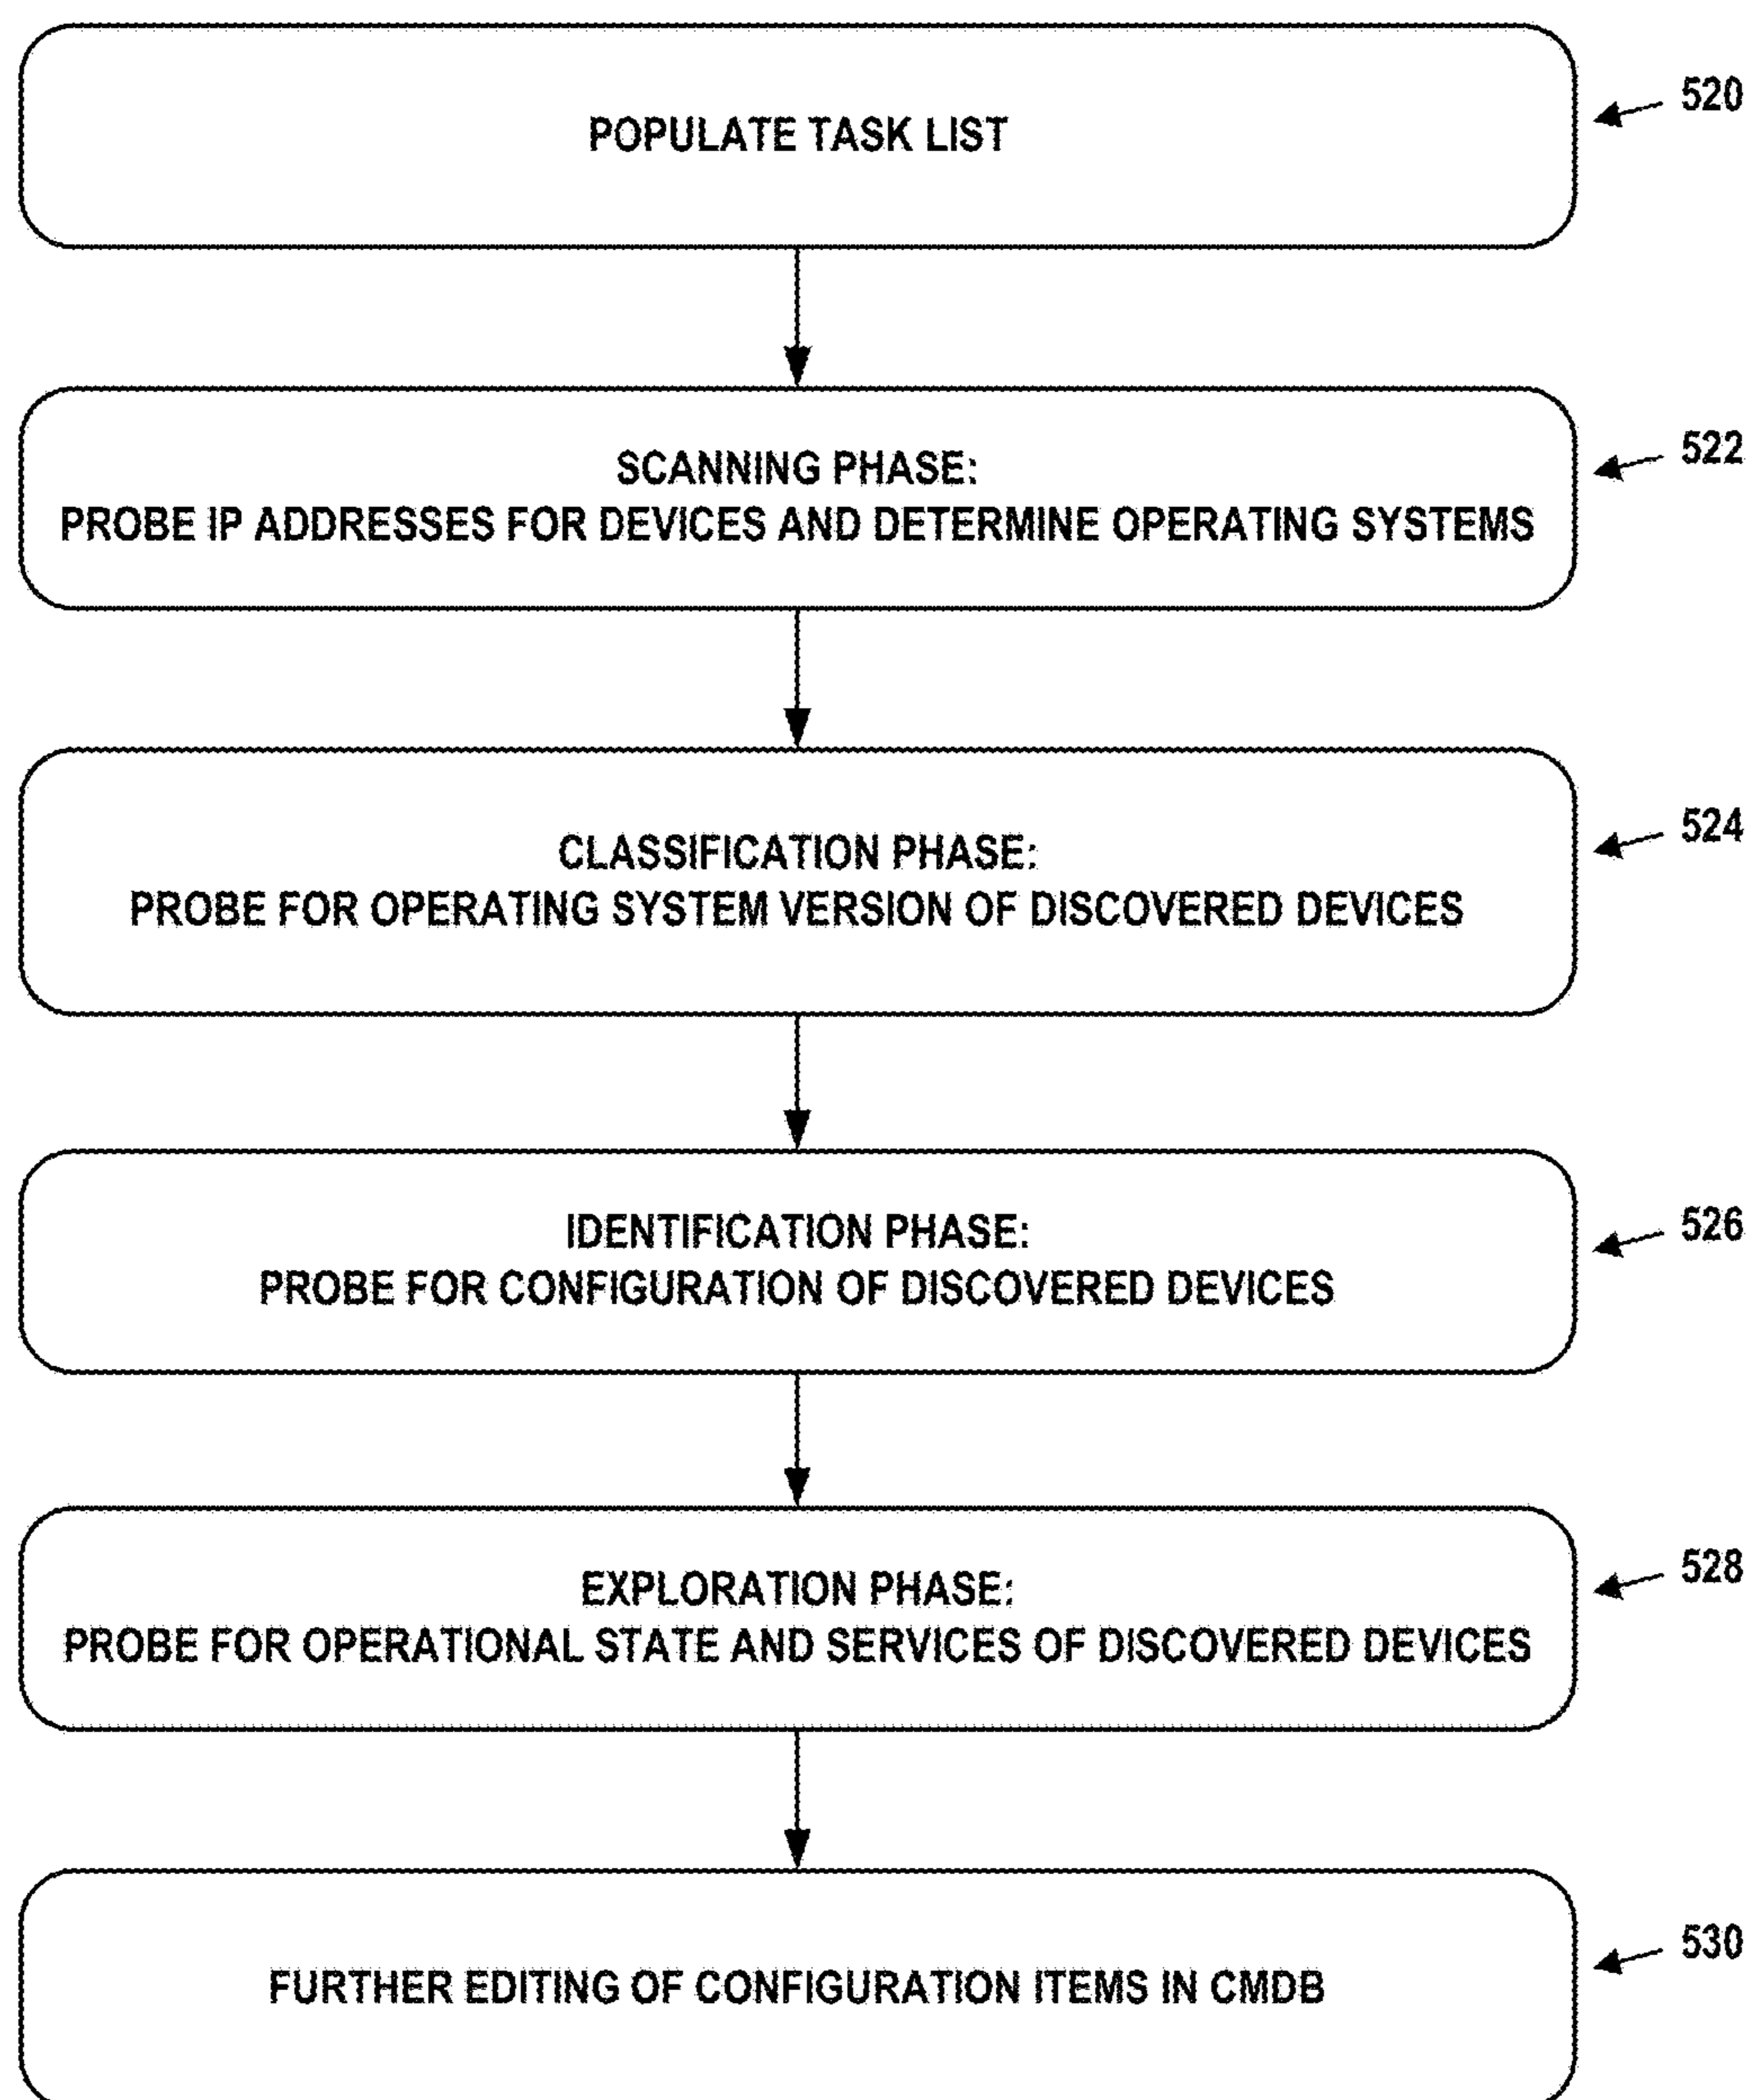 POPULATE TASK LIST
520
SCANNING PHASE:
PROBE IP ADDRESSES FOR DEVICES AND DETERMINE OPERATING SYSTEMS
522
CLASSIFICATION PHASE:
PROBE FOR OPERATING SYSTEM VERSION OF DISCOVERED DEVICES
524
IDENTIFICATION PHASE:
PROBE FOR CONFIGURATION OF DISCOVERED DEVICES
526
EXPLORATION PHASE:
PROBE FOR OPERATIONAL STATE AND SERVICES OF DISCOVERED DEVICES
528
FURTHER EDITING OF CONFIGURATION ITEMS IN CMDB
530